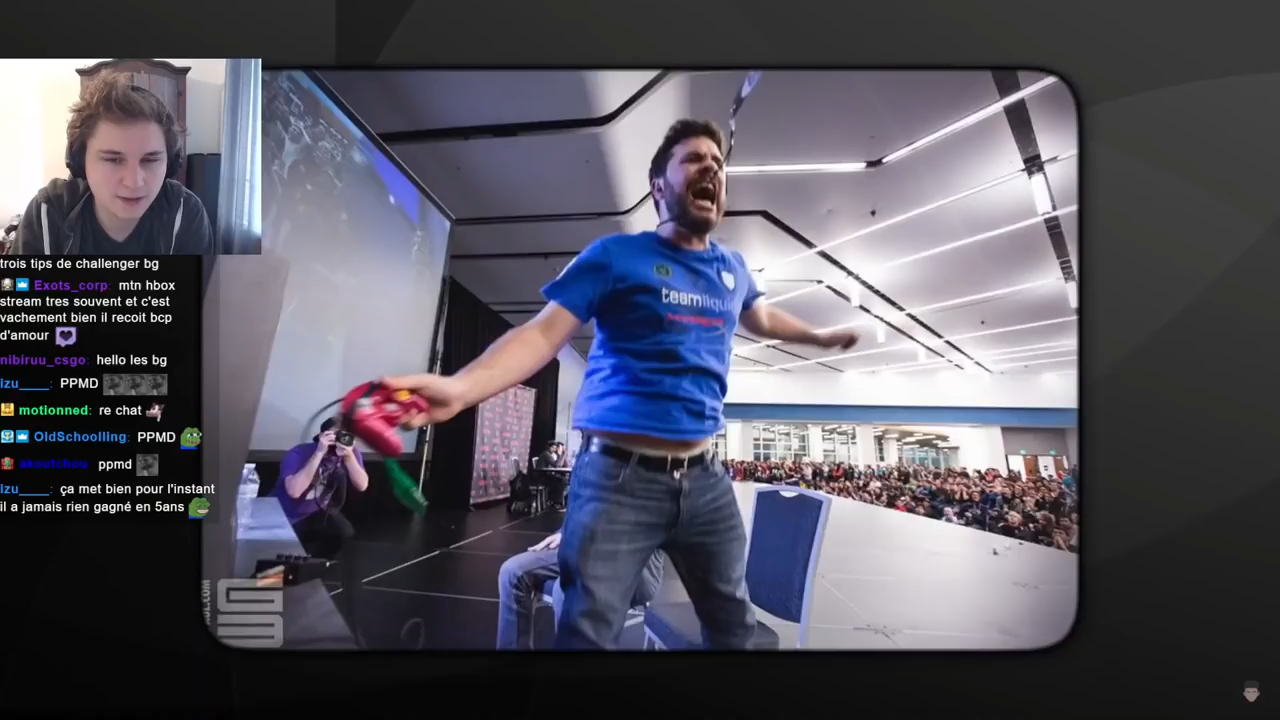 trois tips de challenger bg
Exots_corp: mtn hbox
stream tres souvent et c'est
vachement bien il recoit bcp
d'amour
nibiruu_csgo: hello les bg
izu____: PPMD
motionned: re chat
OldSchoolling: PPMD
akoutchou ppmd
izu____: ça met bien pour l'instant
il a jamais rien gagné en 5ans
teamliquid